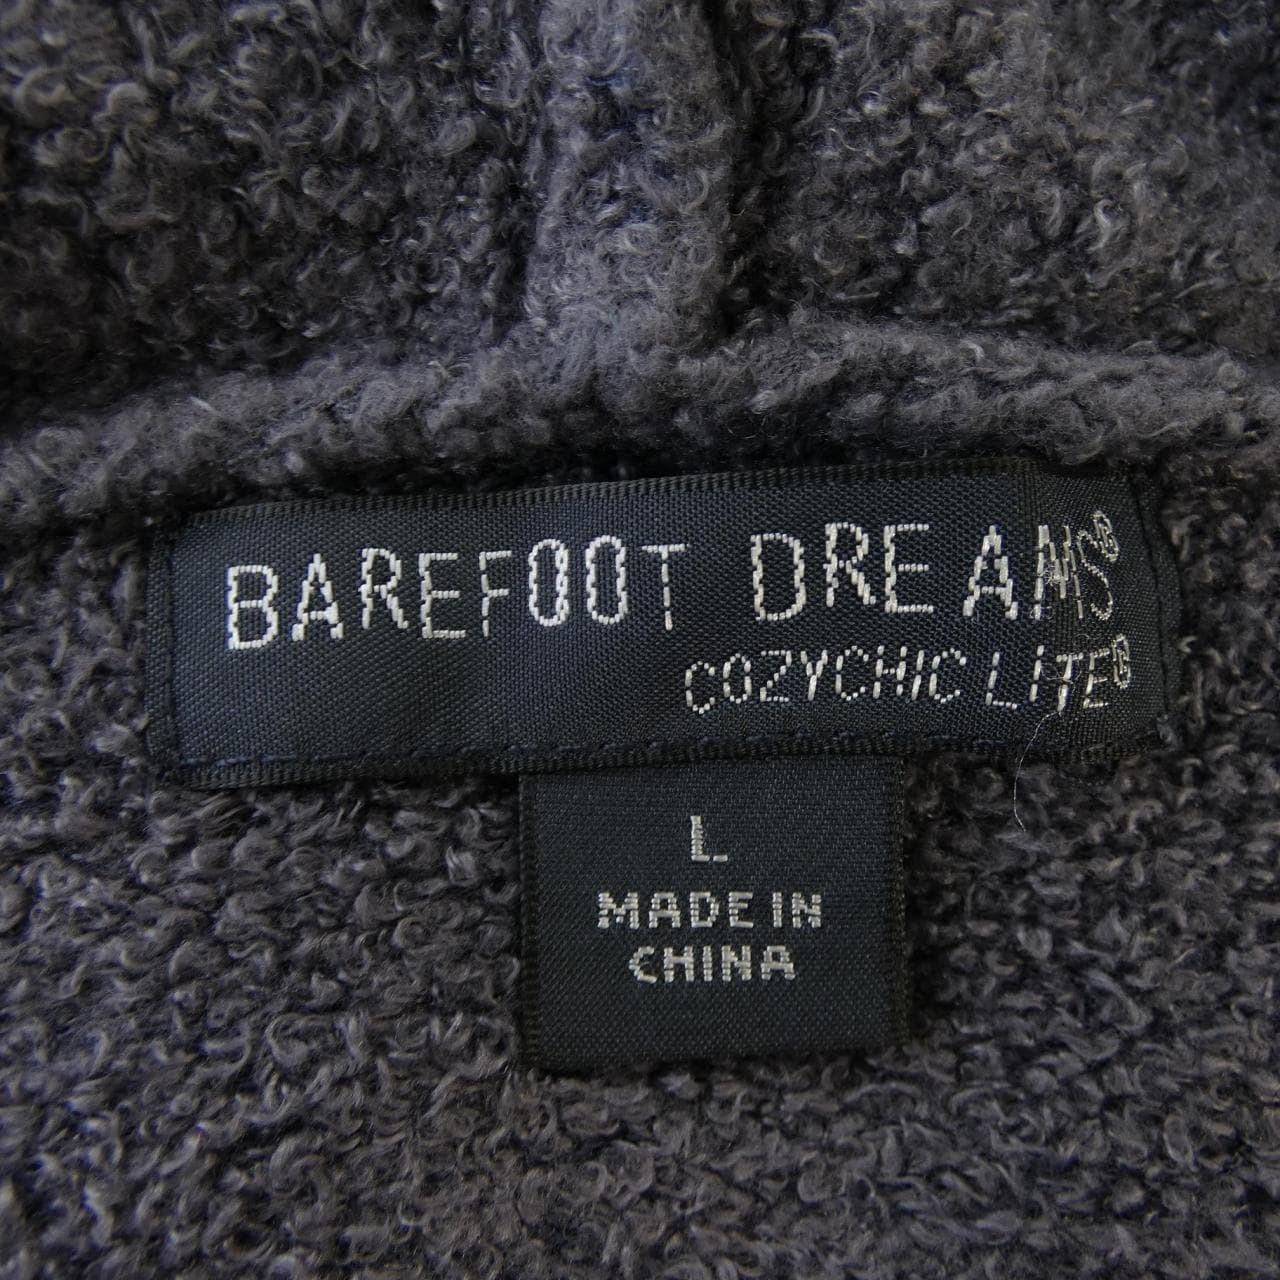 BAREFOOT DREAMS®
COZYCHIC LITE®
L
MADE IN
CHINA